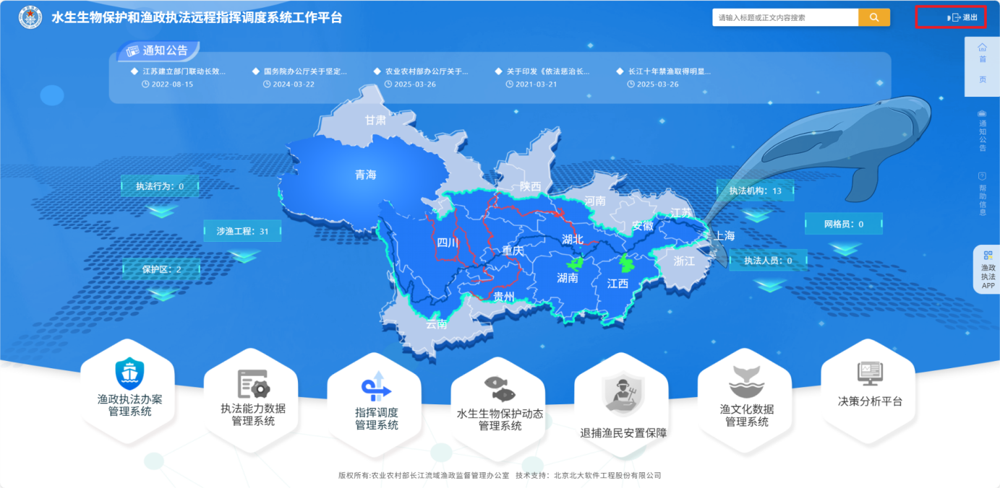 水生生物保护和渔政执法远程指挥调度系统工作平台
请输入标题或正文内容搜索
退出
通知公告
江苏建立部门联动长效...
2022-08-15
国务院办公厅关于坚定...
2024-03-22
农业农村部办公厅关于...
2025-03-26
关于印发《依法惩治长...
2021-03-21
长江十年禁渔取得明显...
2025-03-26
首
页
通知公告
帮助信息
渔政
执法
APP
甘肃
青海
陕西
河南
江苏
安徽
上海
四川
湖北
重庆
浙江
湖南
江西
贵州
云南
执法行为：0
涉渔工程：31
保护区：2
执法机构：13
网格员：0
执法人员：0
渔政执法办案
管理系统
执法能力数据
管理系统
指挥调度
管理系统
水生生物保护动态
管理系统
退捕渔民安置保障
渔文化数据
管理系统
决策分析平台
版权所有:农业农村部长江流域渔政监督管理办公室 技术支持：北京北大软件工程股份有限公司